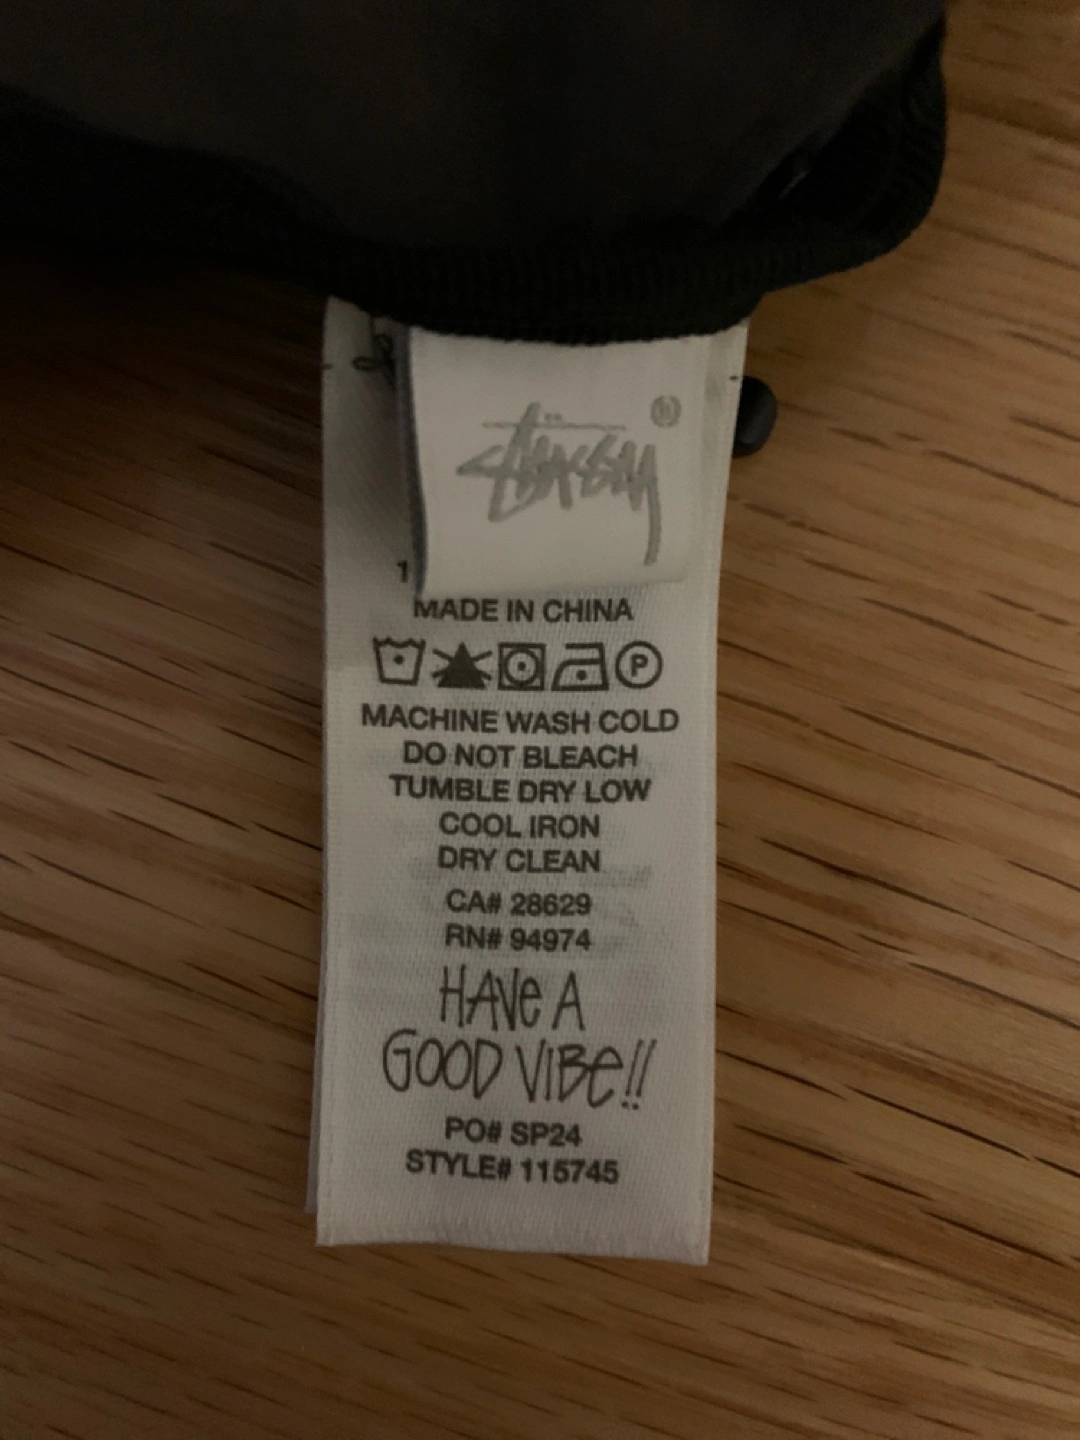 Stüssy ®
1
MADE IN CHINA
P
MACHINE WASH COLD
DO NOT BLEACH
TUMBLE DRY LOW
COOL IRON
DRY CLEAN
CA# 28629
RN# 94974
HAVe A
GOOD VIBe!!
PO# SP24
STYLE# 115745